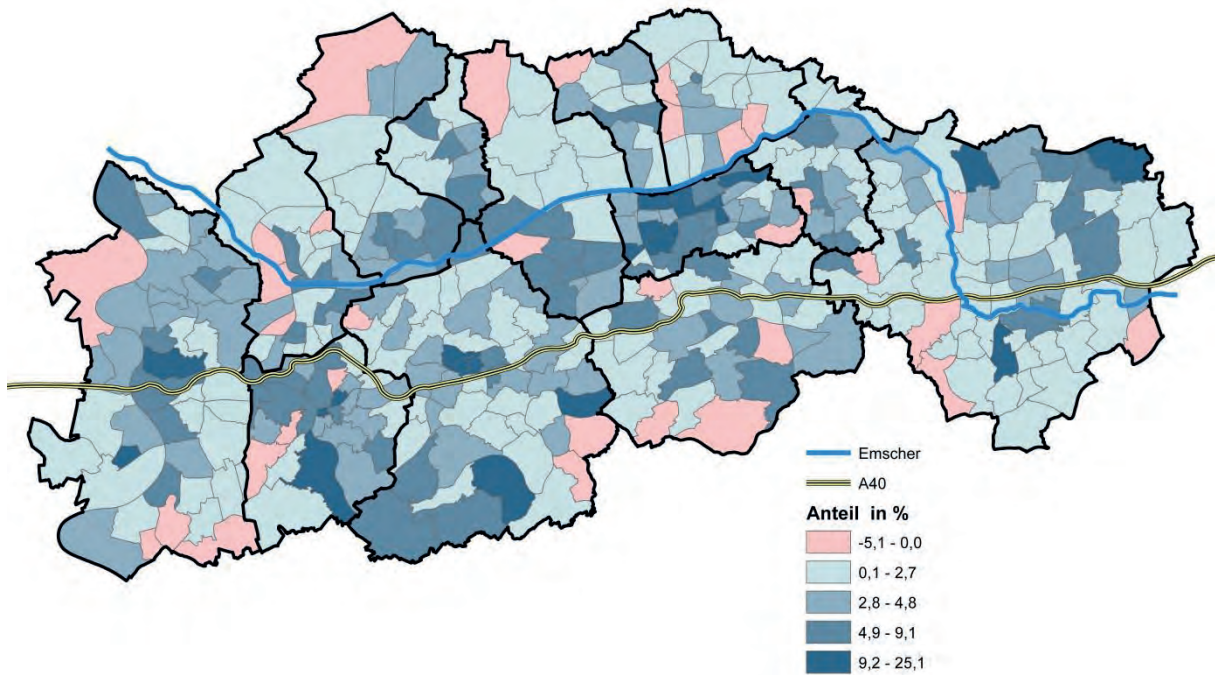 Emscher
A40
Anteil in %
-5,1 - 0,0
0,1 - 2,7
2,8 - 4,8
4,9 - 9,1
9,2 - 25,1